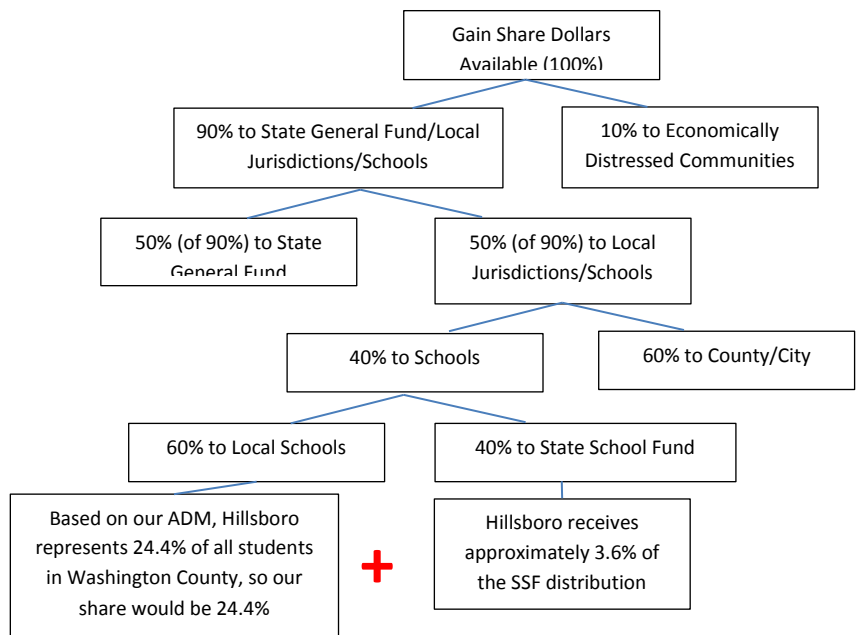 Gain Share Dollars
Available (100%)
90% to State General Fund/Local
Jurisdictions/Schools
10% to Economically
Distressed Communities
50% (of 90%) to State
General Fund
50% (of 90%) to Local
Jurisdictions/Schools
40% to Schools
60% to County/City
60% to Local Schools
40% to State School Fund
Based on our ADM, Hillsboro
represents 24.4% of all students
in Washington County, so our
share would be 24.4%
+
Hillsboro receives
approximately 3.6% of
the SSF distribution